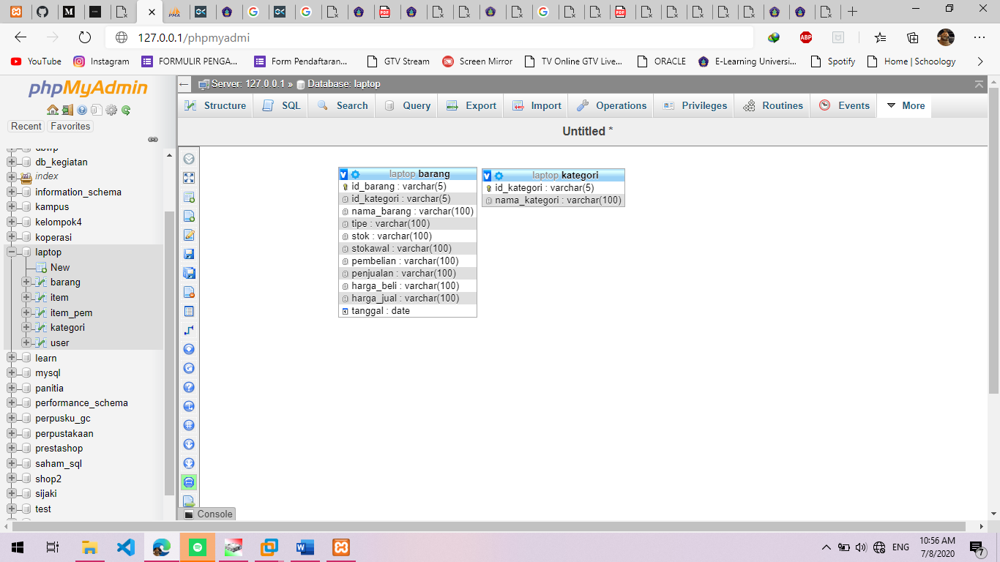 127.0.0.1/phpmyadmi
ABP
YouTube
Instagram
FORMULIR PENGA...
Form Pendaftaran...
GTV Stream
Screen Mirror
TV Online GTV Live...
ORACLE
E-Learning Universi...
Spotify
Home | Schoology
phpMyAdmin
Recent
Favorites
dbwp
db_kegiatan
index
information_schema
kampus
kelompok4
koperasi
laptop
New
barang
item
item_pem
kategori
user
learn
mysql
panitia
performance_schema
perpusku_gc
perpustakaan
prestashop
saham_sql
shop2
sijaki
test
Server: 127.0.0.1 » Database: laptop
Structure
SQL
Search
Query
Export
Import
Operations
Privileges
Routines
Events
More
Untitled *
laptop barang
id_barang : varchar(5)
id_kategori : varchar(5)
nama_barang : varchar(100)
tipe : varchar(100)
stok : varchar(100)
stokawal : varchar(100)
pembelian : varchar(100)
penjualan : varchar(100)
harga_beli : varchar(100)
harga_jual : varchar(100)
tanggal : date
laptop kategori
id_kategori : varchar(5)
nama_kategori : varchar(100)
Console
ENG
10:56 AM
7/8/2020
7